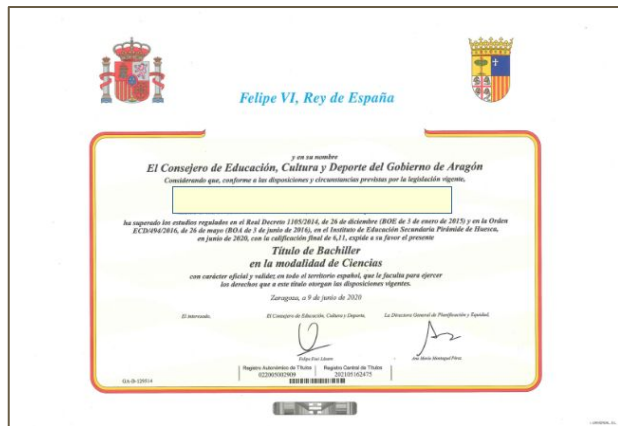 Felipe VI, Rey de España
y en su nombre
El Consejero de Educación, Cultura y Deporte del Gobierno de Aragón
Considerando que, conforme a las disposiciones y circunstancias previstas por la legislación vigente,
ha superado los estudios regulados en el Real Decreto 1105/2014, de 26 de diciembre (BOE de 3 de enero de 2015) y en la Orden
ECD/494/2016, de 26 de mayo (BOA de 3 de junio de 2016), en el Instituto de Educación Secundaria Pirámide de Huesca,
en junio de 2020, con la calificación final de 6,11, expide a su favor el presente
Título de Bachiller
en la modalidad de Ciencias
con carácter oficial y validez en todo el territorio español, que le faculta para ejercer
los derechos que a este título otorgan las disposiciones vigentes.
Zaragoza, a 9 de junio de 2020
El interesado, El Consejero de Educación, Cultura y Deporte, La Directora General de Planificación y Equidad,
Registro Autonómico de Títulos Registro Central de Títulos
022005002909 202105162475